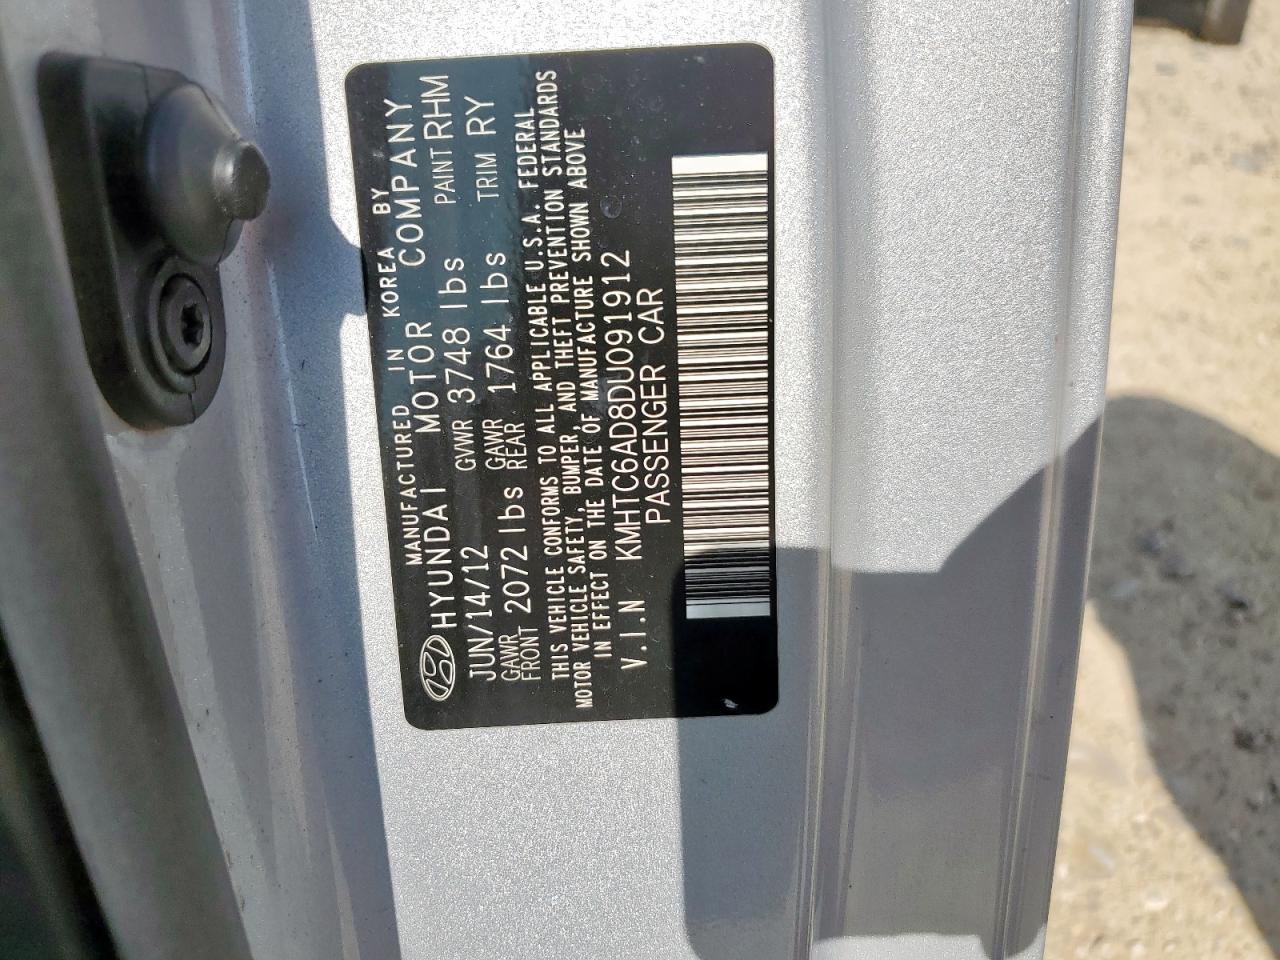 MANUFACTURED IN KOREA BY
HYUNDAI MOTOR COMPANY
JUN/14/12 GVWR 3748 lbs PAINT RHM
GAWR FRONT 2072 lbs GAWR REAR 1764 lbs TRIM RY
THIS VEHICLE CONFORMS TO ALL APPLICABLE U.S.A. FEDERAL
MOTOR VEHICLE SAFETY, BUMPER, AND THEFT PREVENTION STANDARDS
IN EFFECT ON THE DATE OF MANUFACTURE SHOWN ABOVE
V.I.N KMHTC6AD8DU091912
PASSENGER CAR